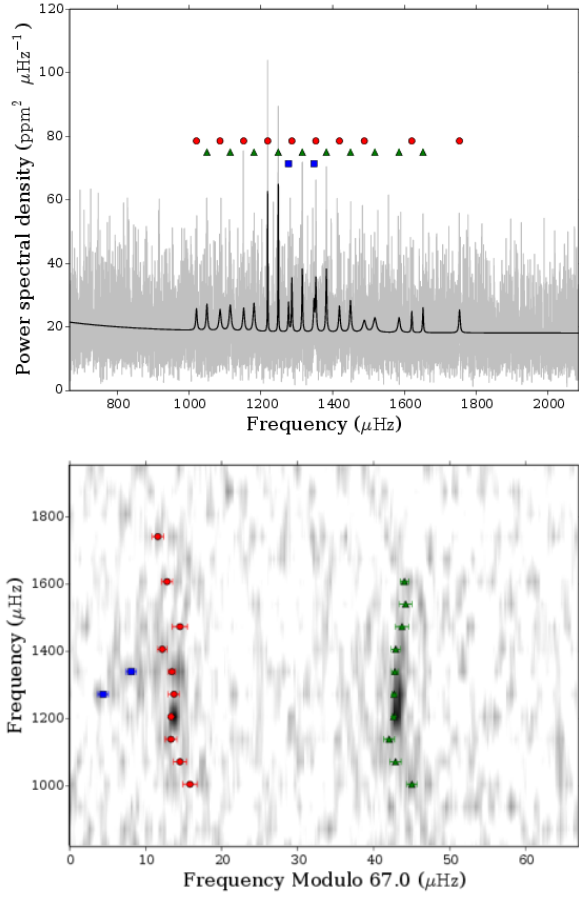 120
100
80
60
40
20
0
Power spectral density (ppm² μHz⁻¹)
800 1000 1200 1400 1600 1800 2000
Frequency (μHz)
1800
1600
1400
1200
1000
Frequency (μHz)
0 10 20 30 40 50 60
Frequency Modulo 67.0 (μHz)